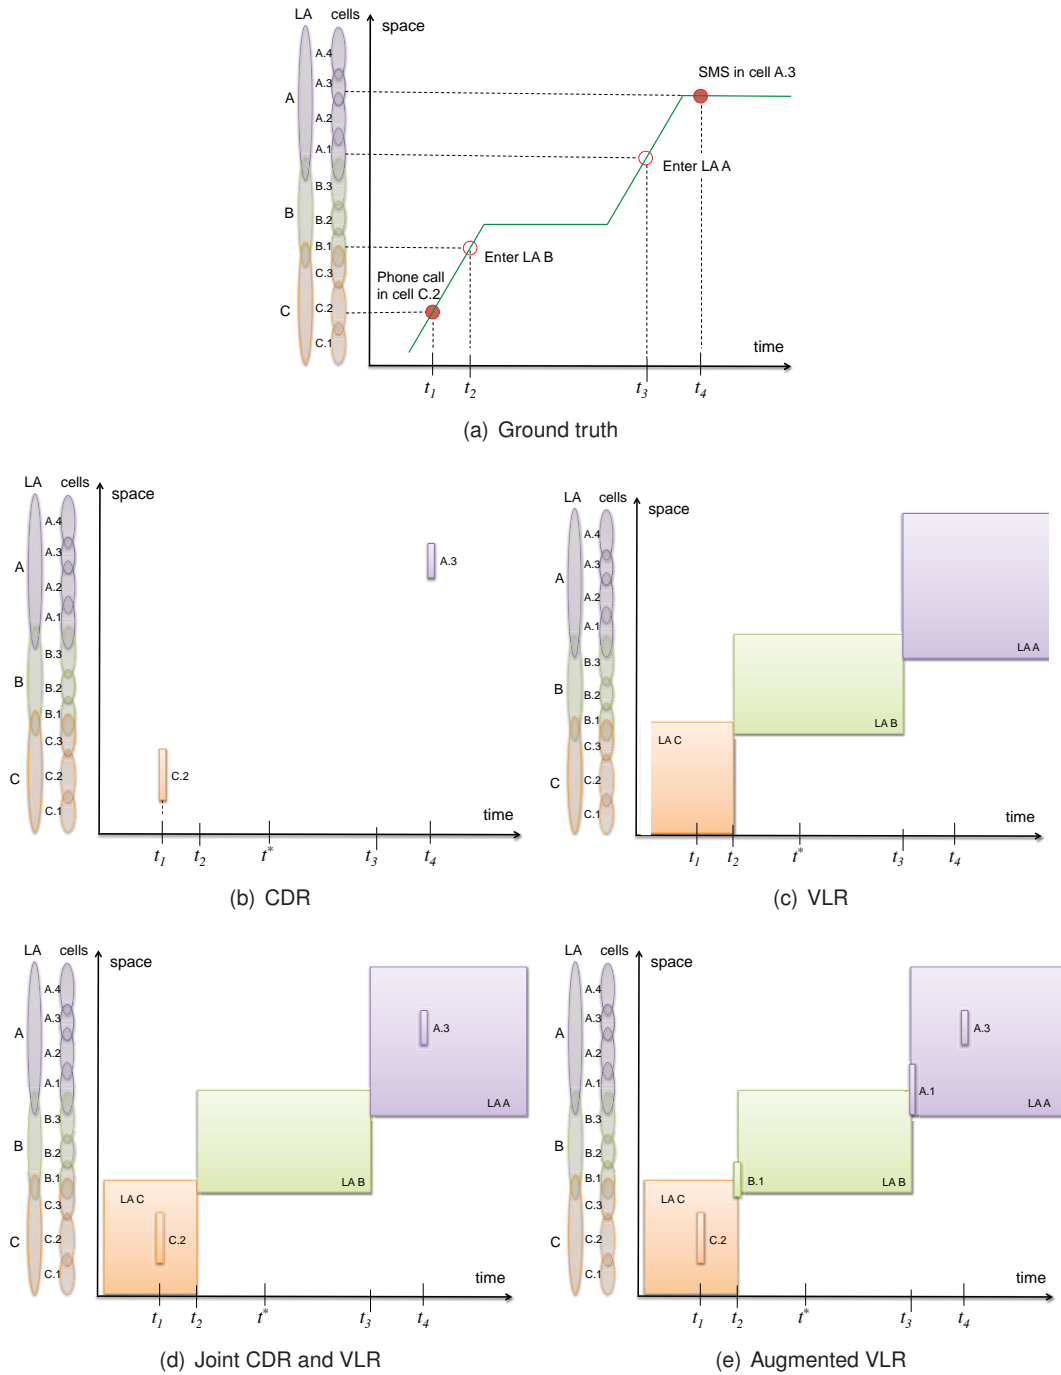 LA cells
space
A.4
A.3
SMS in cell A.3
A
A.2
A.1
Enter LA A
B.3
B
B.2
B.1
Enter LA B
C.3
Phone call
in cell C.2
C
C.2
C.1
time
t1 t2 t3 t4
(a) Ground truth
LA cells
space
A.4
A.3
A.3
A
A.2
A.1
B.3
B
B.2
B.1
C.3
C.2
C
C.2
C.1
time
t1 t2 t* t3 t4
(b) CDR
LA cells
space
A.4
A.3
A
A.2
A.1
LA A
B.3
B
B.2
B.1
LA B
C.3
LA C
C
C.2
C.1
time
t1 t2 t* t3 t4
(c) VLR
LA cells
space
A.4
A.3
A.3
A
A.2
A.1
LA A
B.3
B
B.2
B.1
LA B
C.3
LA C
C
C.2
C.2
C.1
time
t1 t2 t* t3 t4
(d) Joint CDR and VLR
LA cells
space
A.4
A.3
A.3
A
A.2
A.1
A.1
LA A
B.3
B
B.2
B.1
B.1
LA B
C.3
LA C
C
C.2
C.2
C.1
time
t1 t2 t* t3 t4
(e) Augmented VLR